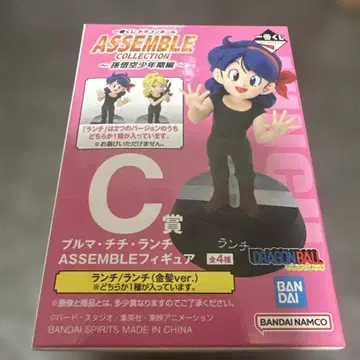 一番くじ ドラゴンボール
ASSEMBLE
COLLECTION
～ 孫悟空少年期編 ～
一番くじ
「ランチ」は2つのバージョンのうち
どちらか1種が入っています。
※お選びいただけません。
C賞
ブルマ・チチ・ランチ
ASSEMBLEフィギュア
全4種
ランチ/ランチ(金髪ver.)
※どちらか1種が入っています。
※画像と商品とは、多少異なりますのでご了承ください。
©バード・スタジオ/集英社・東映アニメーション
BANDAI SPIRITS MADE IN CHINA
ランチ
DRAGONBALL
BANDAI
BANDAI NAMCO